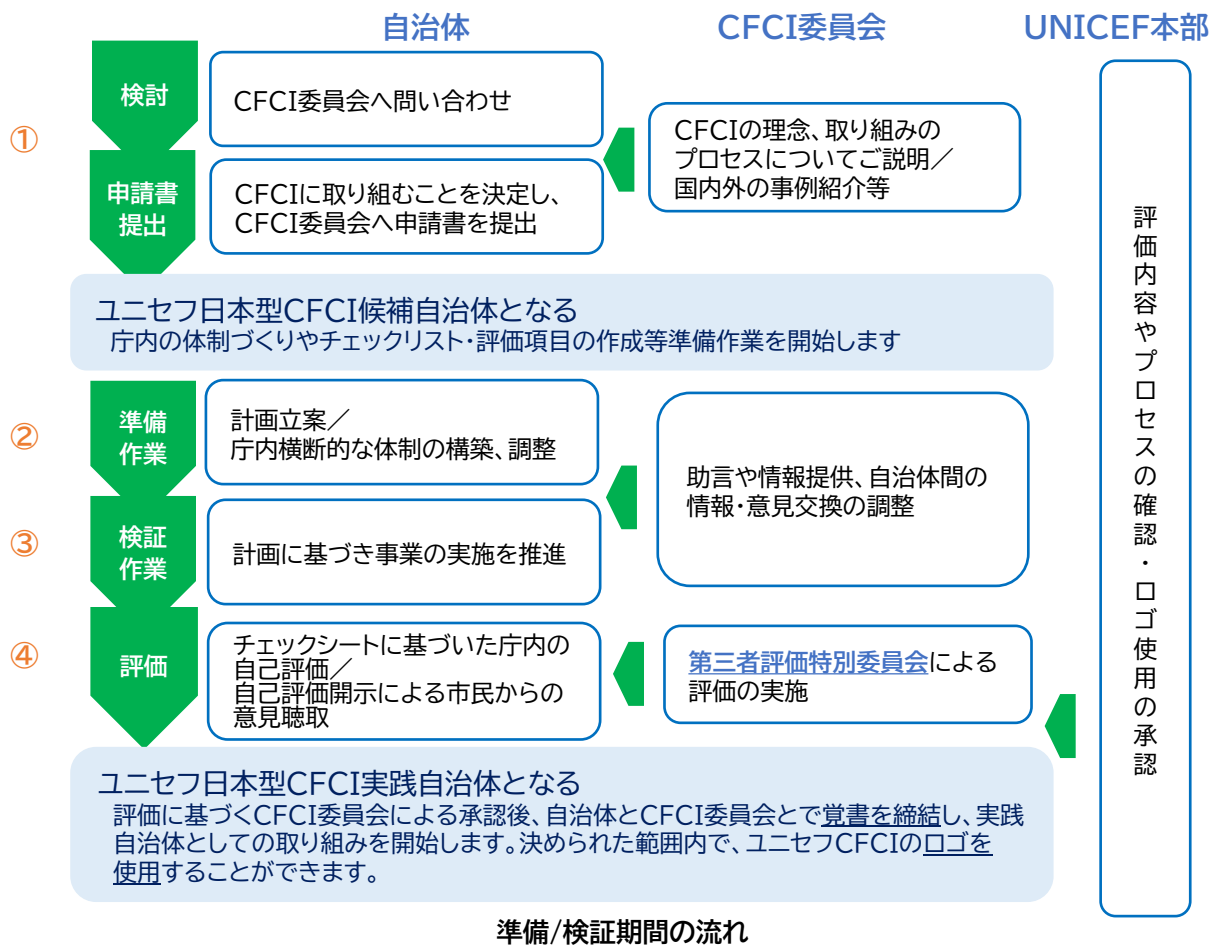 自治体
CFCI委員会
UNICEF本部
①
検討
CFCI委員会へ問い合わせ
CFCIの理念、取り組みの
プロセスについてご説明／
国内外の事例紹介等
申請書
提出
CFCIに取り組むことを決定し、
CFCI委員会へ申請書を提出
ユニセフ日本型CFCI候補自治体となる
庁内の体制づくりやチェックリスト・評価項目の作成等準備作業を開始します
②
準備
作業
計画立案／
庁内横断的な体制の構築、調整
助言や情報提供、自治体間の
情報・意見交換の調整
③
検証
作業
計画に基づき事業の実施を推進
④
評価
チェックシートに基づいた庁内の
自己評価／
自己評価開示による市民からの
意見聴取
第三者評価特別委員会による
評価の実施
評価内容やプロセスの確認・ロゴ使用の承認
ユニセフ日本型CFCI実践自治体となる
評価に基づくCFCI委員会による承認後、自治体とCFCI委員会とで覚書を締結し、実践
自治体としての取り組みを開始します。決められた範囲内で、ユニセフCFCIのロゴを
使用することができます。
準備/検証期間の流れ